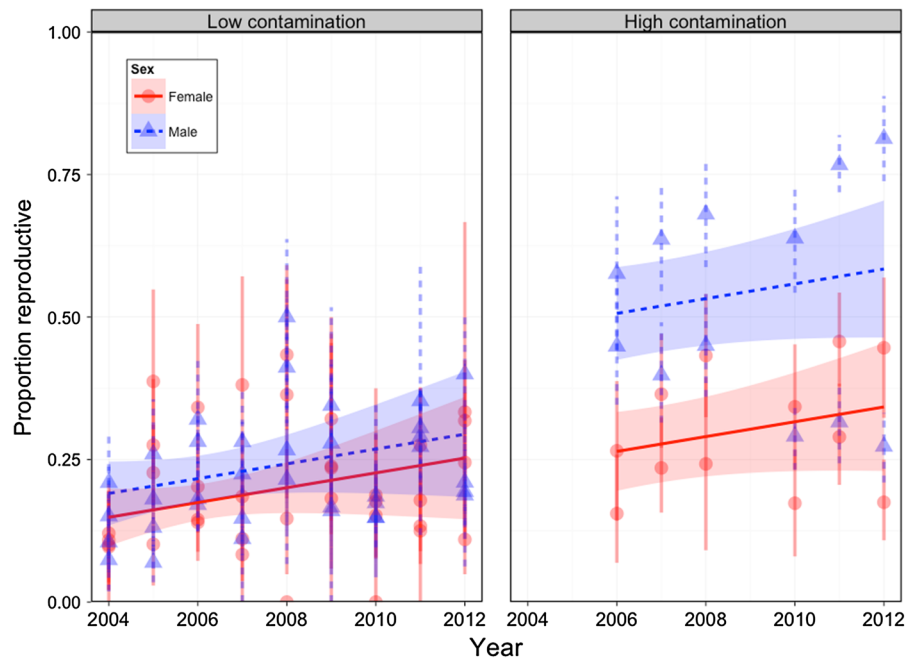 Low contamination
High contamination
Proportion reproductive
1.00
0.75
0.50
0.25
0.00
Sex
Female
Male
2004 2006 2008 2010 2012
2004 2006 2008 2010 2012
Year